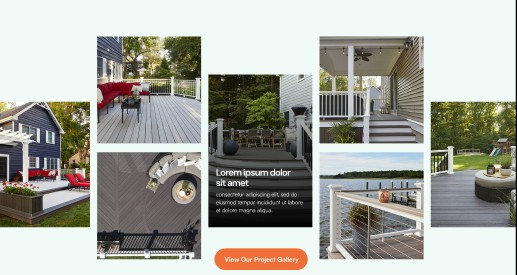 Lorem ipsum dolor
sit amet
consectetur adipiscing elit, sed do
eiusmod tempor incididunt ut labore
et dolore magna aliqua.
View Our Project Gallery